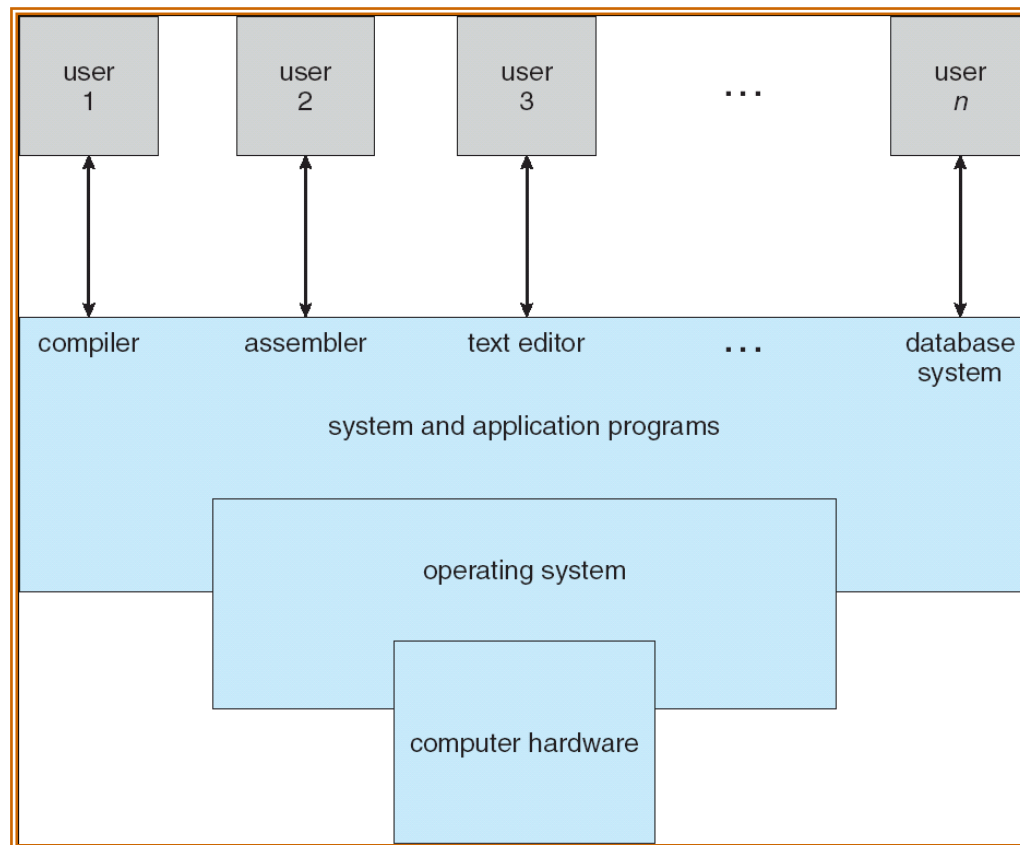 user
1
user
2
user
3
...
user
n
compiler
assembler
text editor
...
database
system
system and application programs
operating system
computer hardware